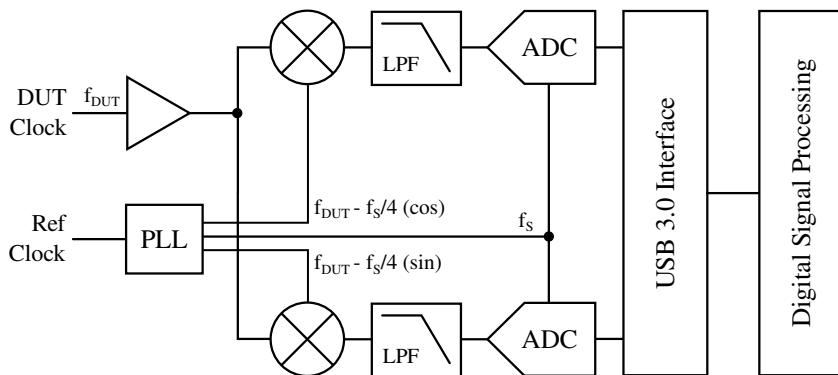 DUT
Clock
f_DUT
LPF
ADC
Ref
Clock
PLL
f_DUT - f_S/4 (cos)
f_S
f_DUT - f_S/4 (sin)
LPF
ADC
USB 3.0 Interface
Digital Signal Processing